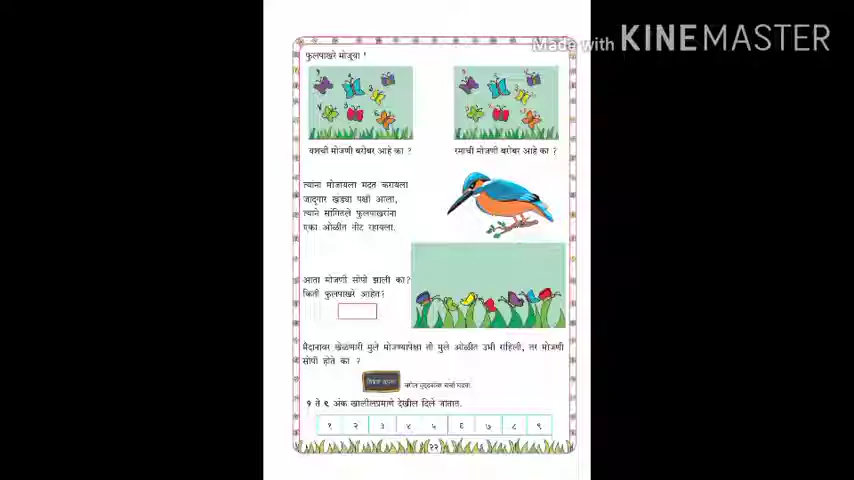 Made with KINEMASTER
फुलपाखरे मोजूया !
यशची मोजणी बरोबर आहे का ?
रमाची मोजणी बरोबर आहे का ?
त्यांना मोजायला मदत करायला
जादूगार खंड्या पक्षी आला,
त्याने सांगितले फुलपाखरांना
एका ओळीत नीट रहायला.
आता मोजणी सोपी झाली का?
किती फुलपाखरे आहेत?
मैदानावर खेळणारी मुले मोजण्यापेक्षा ती मुले ओळीत उभी राहिली, तर मोजणी
सोपी होते का ?
१ ते ९ अंक खालीलप्रमाणे देखील दिले जातात.
१ २ ३ ४ ५ ६ ७ ८ ९
२२